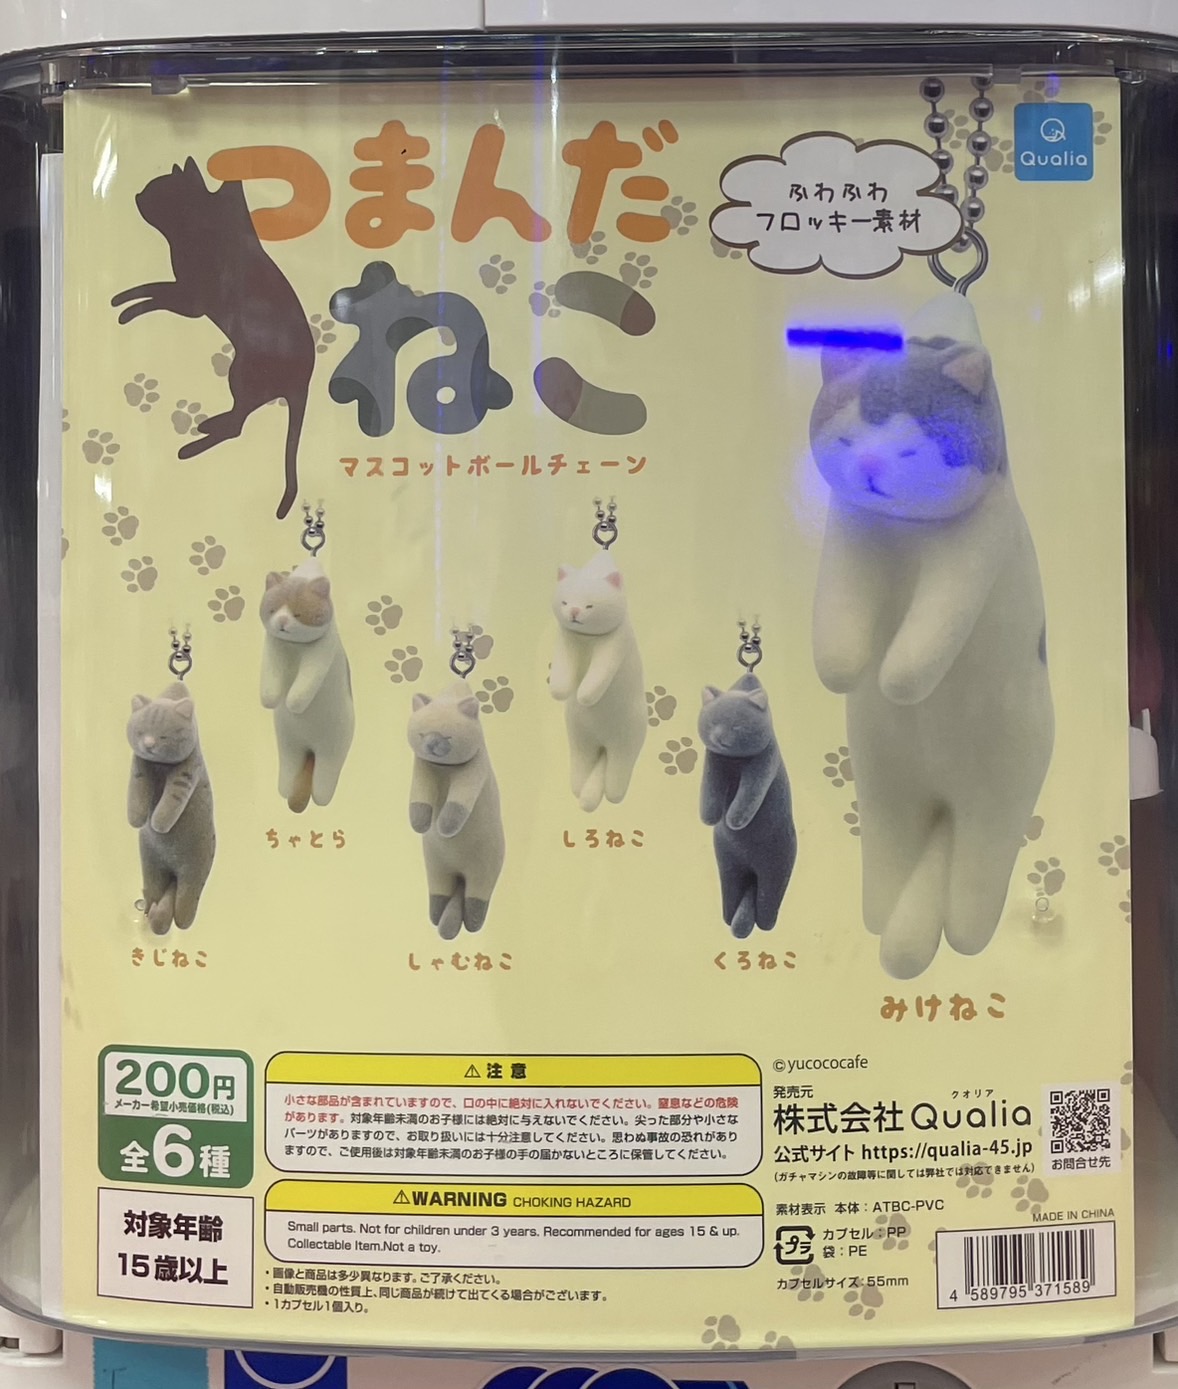 つまんだ
ねこ
マスコットボールチェーン
ふわふわ
フロッキー素材
Qualia
きじねこ
ちゃとら
しゃむねこ
しろねこ
くろねこ
みけねこ
200円
メーカー希望小売価格(税込)
全6種
対象年齢
15歳以上
⚠注意
小さな部品が含まれていますので、口の中に絶対に入れないでください。窒息などの危険
があります。対象年齢未満のお子様には絶対に与えないでください。尖った部分や小さな
パーツがありますので、お取り扱いには十分注意してください。思わぬ事故の恐れがあり
ますので、ご使用後は対象年齢未満のお子様の手の届かないところに保管してください。
⚠WARNING CHOKING HAZARD
Small parts. Not for children under 3 years. Recommended for ages 15 & up.
Collectable Item.Not a toy.
・画像と商品は多少異なります。ご了承ください。
・自動販売機の性質上、同じ商品が続けて出てくる場合がございます。
・1カプセル1個入り。
©yucococafe
発売元
クオリア
株式会社Qualia
公式サイト https://qualia-45.jp
(ガチャマシンの故障等に関しては弊社では対応できません)
お問合せ先
素材表示 本体：ATBC-PVC
プラ
カプセル：PP
袋：PE
カプセルサイズ：55mm
MADE IN CHINA
4 589795 371589